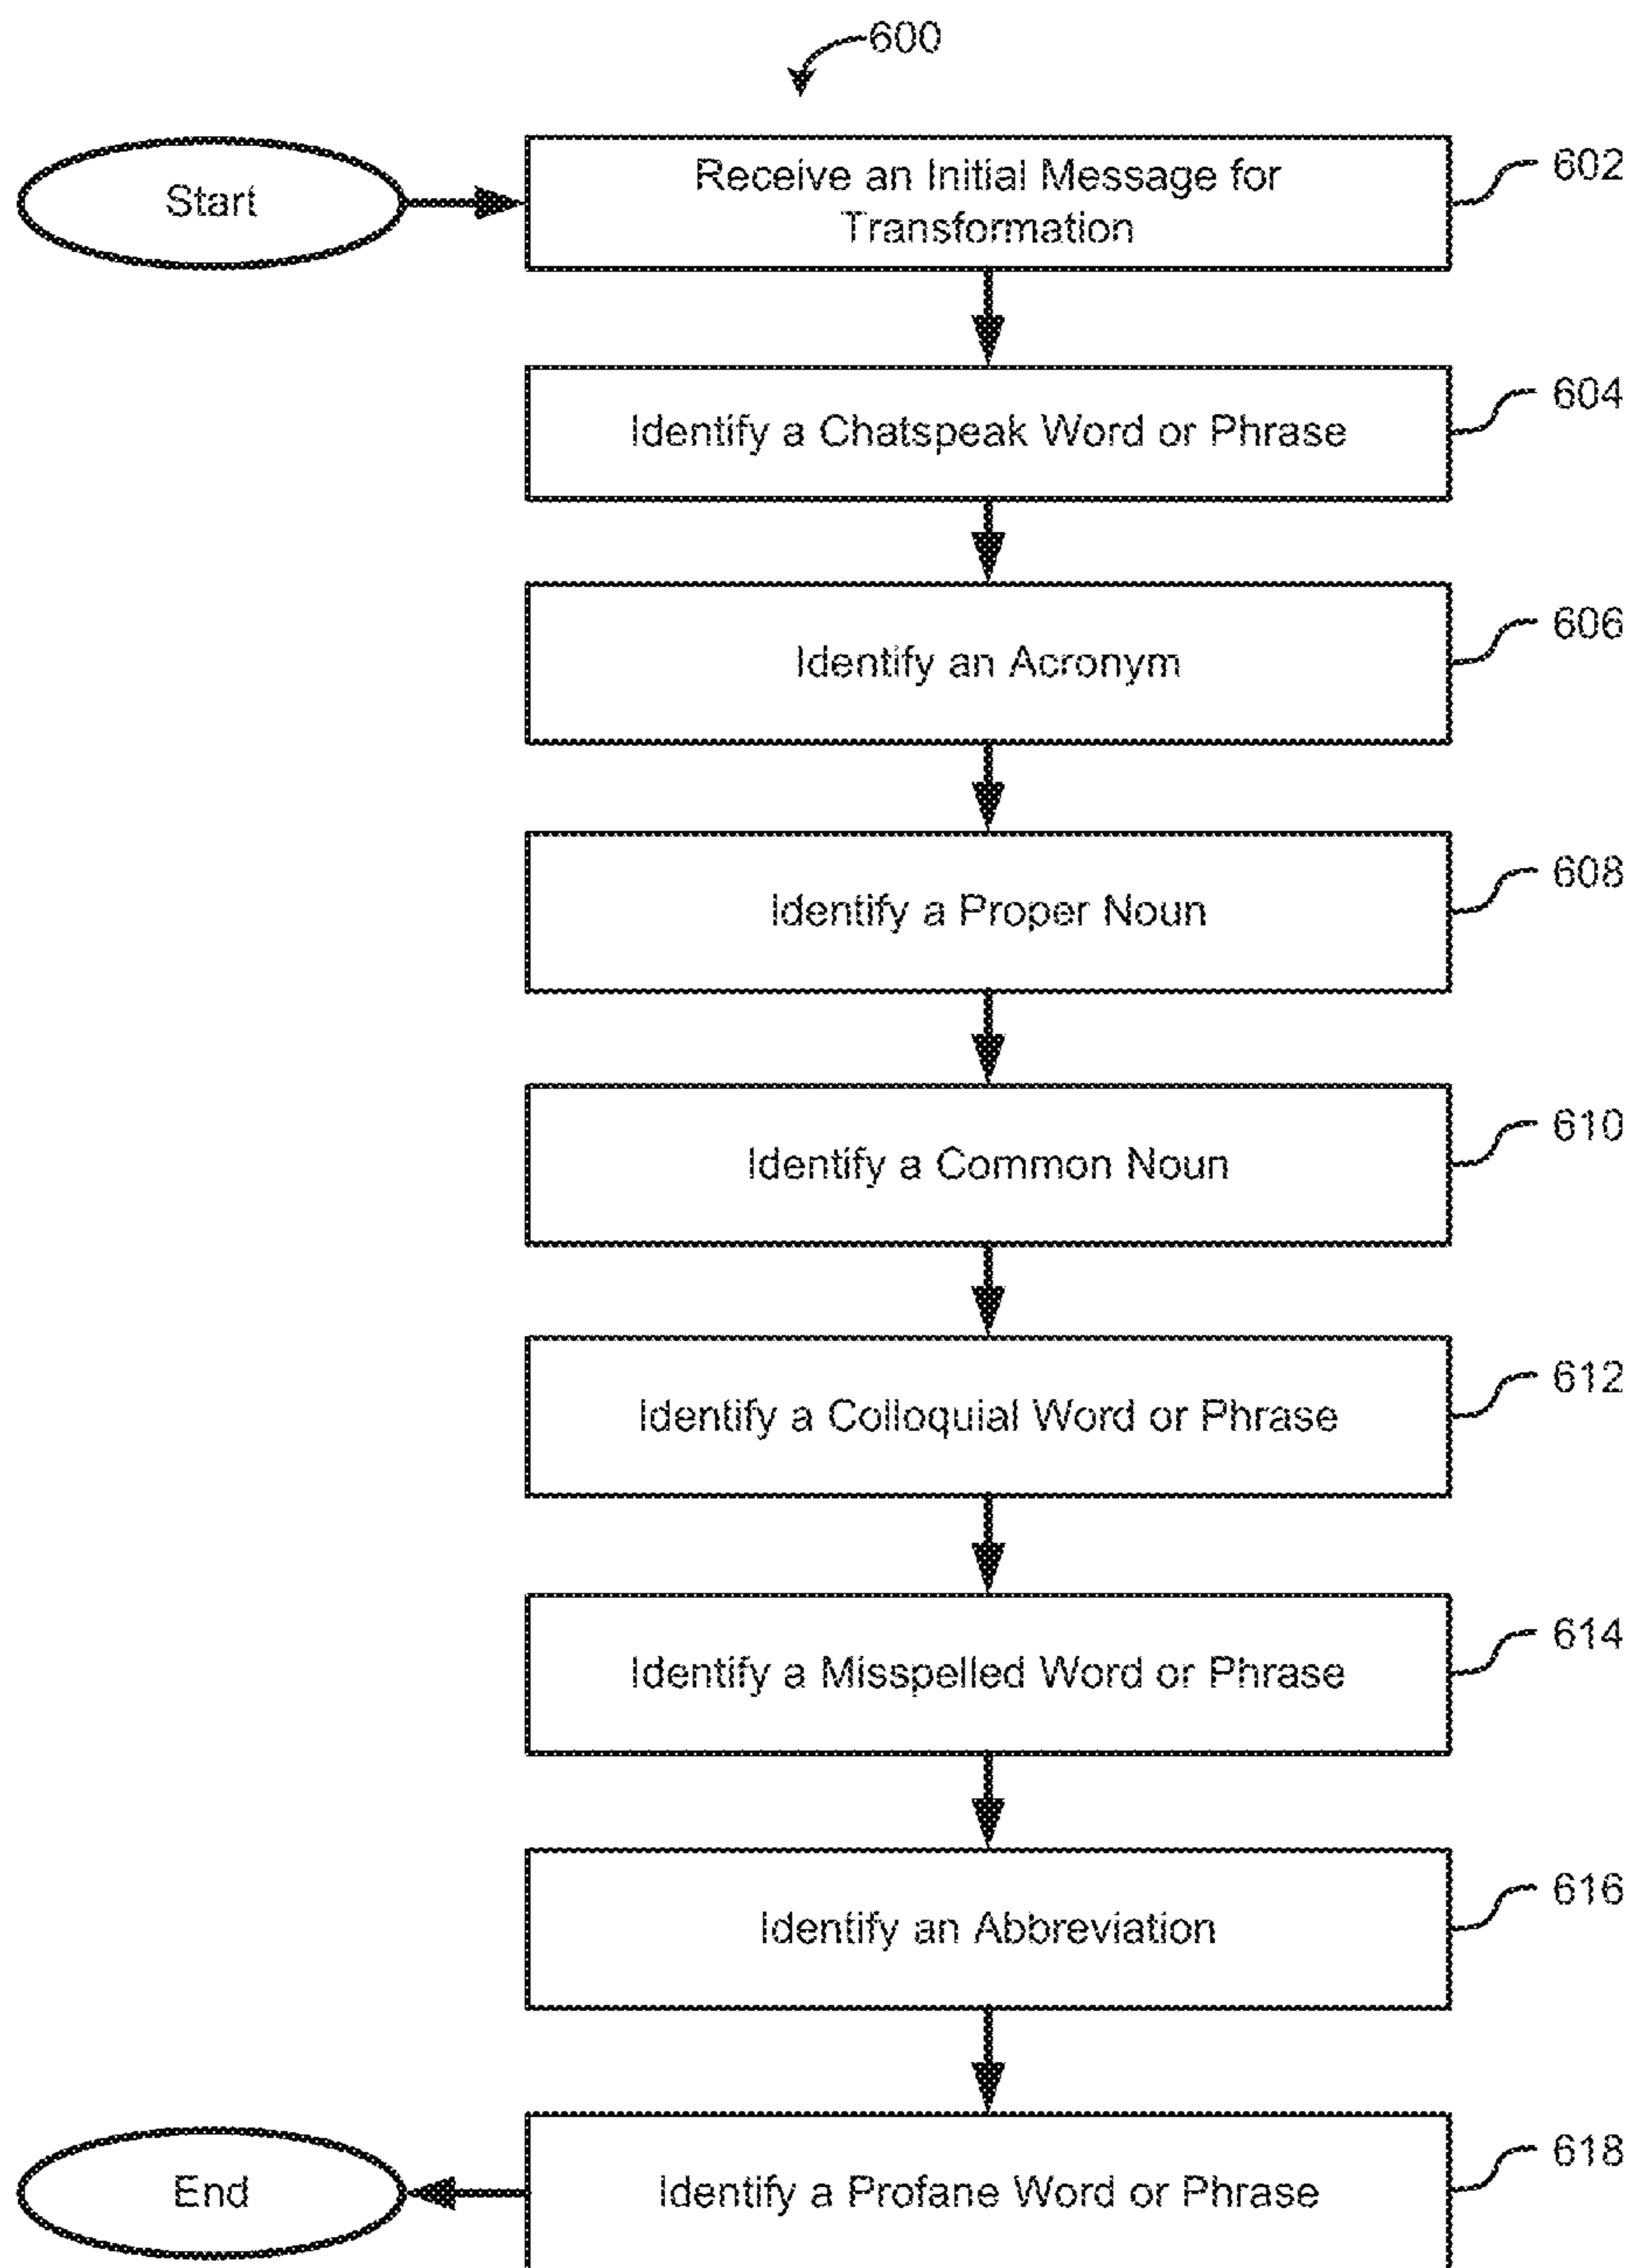 600
Start
Receive an Initial Message for
Transformation
602
Identify a Chatspeak Word or Phrase
604
Identify an Acronym
606
Identify a Proper Noun
608
Identify a Common Noun
610
Identify a Colloquial Word or Phrase
612
Identify a Misspelled Word or Phrase
614
Identify an Abbreviation
616
Identify a Profane Word or Phrase
618
End